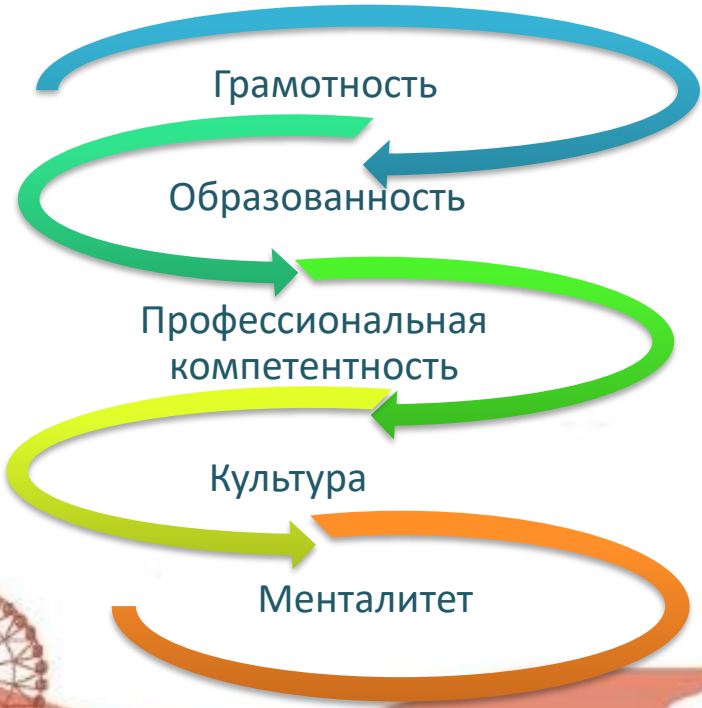 Грамотность
Образованность
Профессиональная
компетентность
Культура
Менталитет